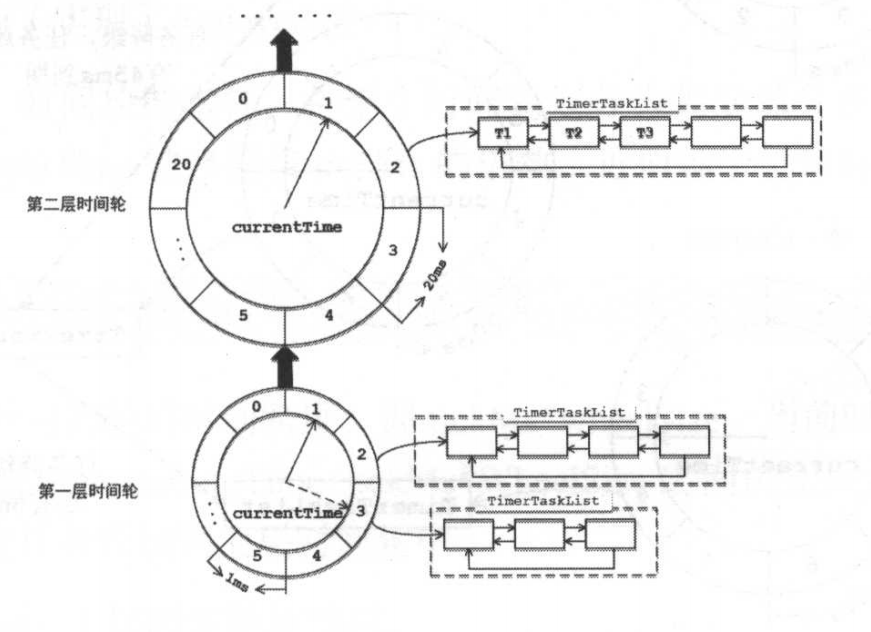 ... ...
0
1
TimerTaskList
T1 T2 T3
20
2
第二层时间轮
currentTime
3
20ms
...
5
4
0
1
TimerTaskList
2
第一层时间轮
currentTime
3
TimerTaskList
...
5
4
1ms